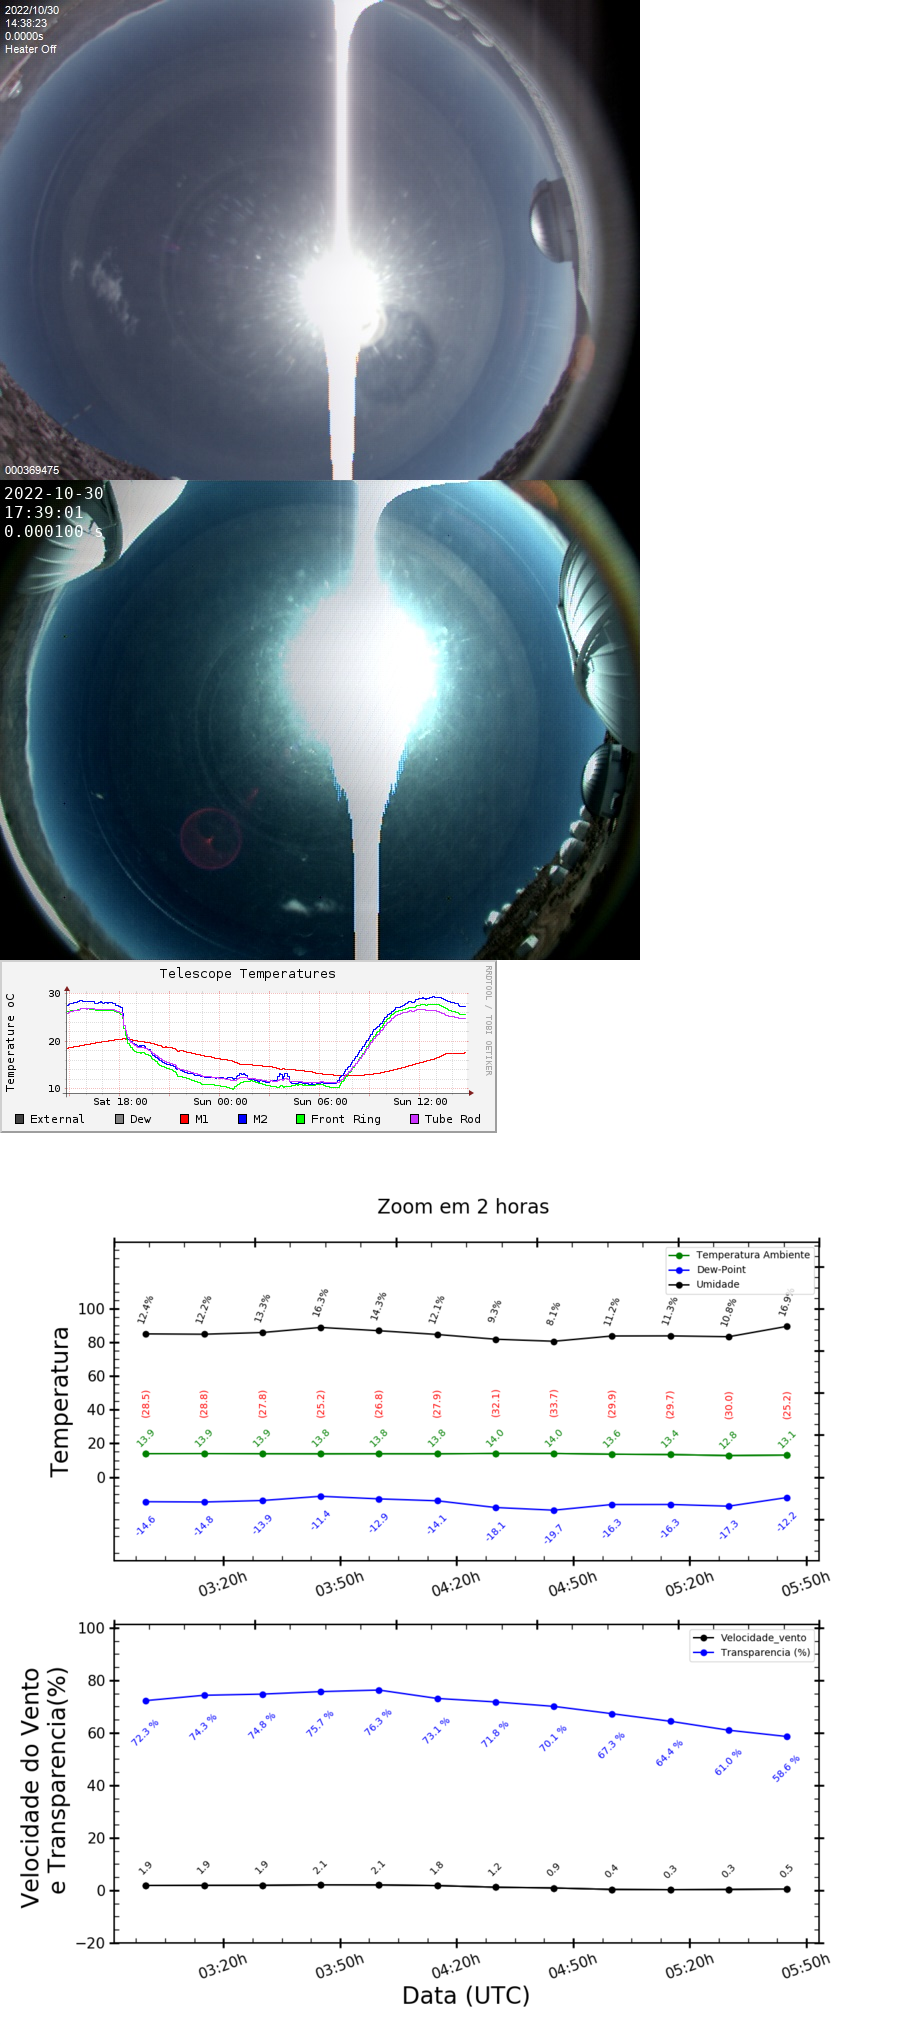 2022/10/30
14:38:23
0.0000s
Heater Off
000369475
2022-10-30
17:39:01
0.000100 s
Telescope Temperatures
RRDTOOL / TOBI OETIKER
Temperature oC
30
20
10
Sat 18:00 Sun 00:00 Sun 06:00 Sun 12:00
External Dew M1 M2 Front Ring Tube Rod
Zoom em 2 horas
Temperatura Ambiente
Dew-Point
Umidade
Temperatura
100
80
60
40
20
0
12.4% 12.2% 13.3% 16.3% 14.3% 12.1% 9.3% 8.1% 11.2% 11.3% 10.8% 16.9%
(28.5) (28.8) (27.8) (25.2) (26.8) (27.9) (32.1) (33.7) (29.9) (29.7) (30.0) (25.2)
13.9 13.9 13.9 13.8 13.8 13.8 14.0 14.0 13.6 13.4 12.8 13.1
-14.6 -14.8 -13.9 -11.4 -12.9 -14.1 -18.1 -19.7 -16.3 -16.3 -17.3 -12.2
03:20h 03:50h 04:20h 04:50h 05:20h 05:50h
Velocidade_vento
Transparencia (%)
Velocidade do Vento
e Transparencia(%)
100
80
60
40
20
0
−20
72.3 % 74.3 % 74.8 % 75.7 % 76.3 % 73.1 % 71.8 % 70.1 % 67.3 % 64.4 % 61.0 % 58.6 %
1.9 1.9 1.9 2.1 2.1 1.8 1.2 0.9 0.4 0.3 0.3 0.5
03:20h 03:50h 04:20h 04:50h 05:20h 05:50h
Data (UTC)